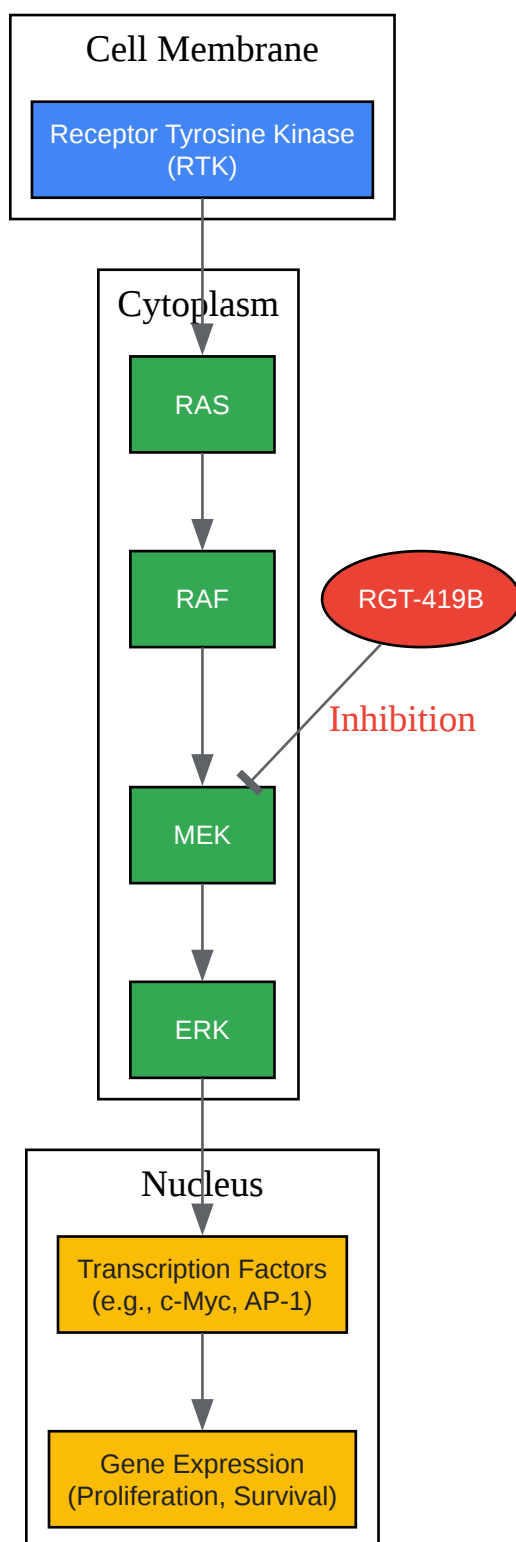 Cell Membrane
Receptor Tyrosine Kinase
(RTK)
Cytoplasm
RAS
RAF
RGT-419B
Inhibition
MEK
ERK
Nucleus
Transcription Factors
(e.g., c-Myc, AP-1)
Gene Expression
(Proliferation, Survival)